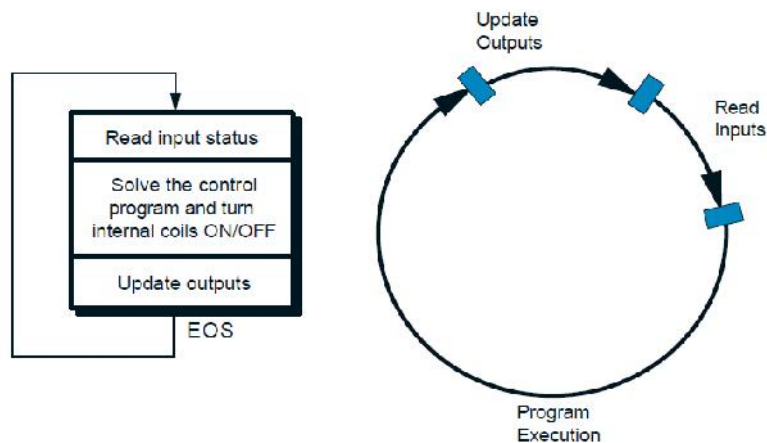 Read input status
Solve the control
program and turn
internal coils ON/OFF
Update outputs
EOS
Update
Outputs
Read
Inputs
Program
Execution